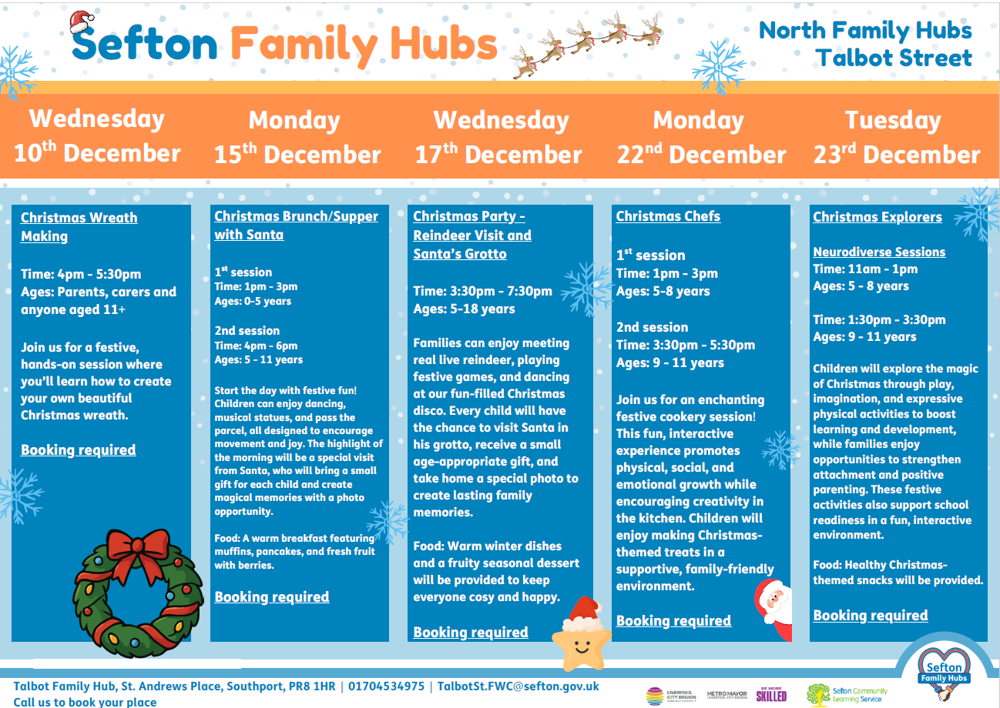 Sefton Family Hubs
North Family Hubs
Talbot Street
Wednesday
10th December
Monday
15th December
Wednesday
17th December
Monday
22nd December
Tuesday
23rd December
Christmas Wreath
Making
Time: 4pm - 5:30pm
Ages: Parents, carers and
anyone aged 11+
Join us for a festive,
hands-on session where
you'll learn how to create
your own beautiful
Christmas wreath.
Booking required
Christmas Brunch/Supper
with Santa
1st session
Time: 1pm - 3pm
Ages: 0-5 years
2nd session
Time: 4pm - 6pm
Ages: 5 - 11 years
Start the day with festive fun!
Children can enjoy dancing,
musical statues, and pass the
parcel, all designed to encourage
movement and joy. The highlight of
the morning will be a special visit
from Santa, who will bring a small
gift for each child and create
magical memories with a photo
opportunity.
Food: A warm breakfast featuring
muffins, pancakes, and fresh fruit
with berries.
Booking required
Christmas Party -
Reindeer Visit and
Santa's Grotto
Time: 3:30pm - 7:30pm
Ages: 5-18 years
Families can enjoy meeting
real live reindeer, playing
festive games, and dancing
at our fun-filled Christmas
disco. Every child will have
the chance to visit Santa in
his grotto, receive a small
age-appropriate gift, and
take home a special photo to
create lasting family
memories.
Food: Warm winter dishes
and a fruity seasonal dessert
will be provided to keep
everyone cosy and happy.
Booking required
Christmas Chefs
1st session
Time: 1pm - 3pm
Ages: 5-8 years
2nd session
Time: 3:30pm - 5:30pm
Ages: 9 - 11 years
Join us for an enchanting
festive cookery session!
This fun, interactive
experience promotes
physical, social, and
emotional growth while
encouraging creativity in
the kitchen. Children will
enjoy making Christmas-
themed treats in a
supportive, family-friendly
environment.
Booking required
Christmas Explorers
Neurodiverse Sessions
Time: 11am - 1pm
Ages: 5 - 8 years
Time: 1:30pm - 3:30pm
Ages: 9 - 11 years
Children will explore the magic
of Christmas through play,
imagination, and expressive
physical activities to boost
learning and development,
while families enjoy
opportunities to strengthen
attachment and positive
parenting. These festive
activities also support school
readiness in a fun, interactive
environment.
Food: Healthy Christmas-
themed snacks will be provided.
Booking required
Talbot Family Hub, St. Andrews Place, Southport, PR8 1HR | 01704534975 | TalbotSt.FWC@sefton.gov.uk
Call us to book your place
LIVERPOOL
CITY REGION
METRO MAYOR
LIVERPOOL CITY REGION
BE MORE
SKILLED
Sefton Community
Learning Service
Sefton
Family Hubs